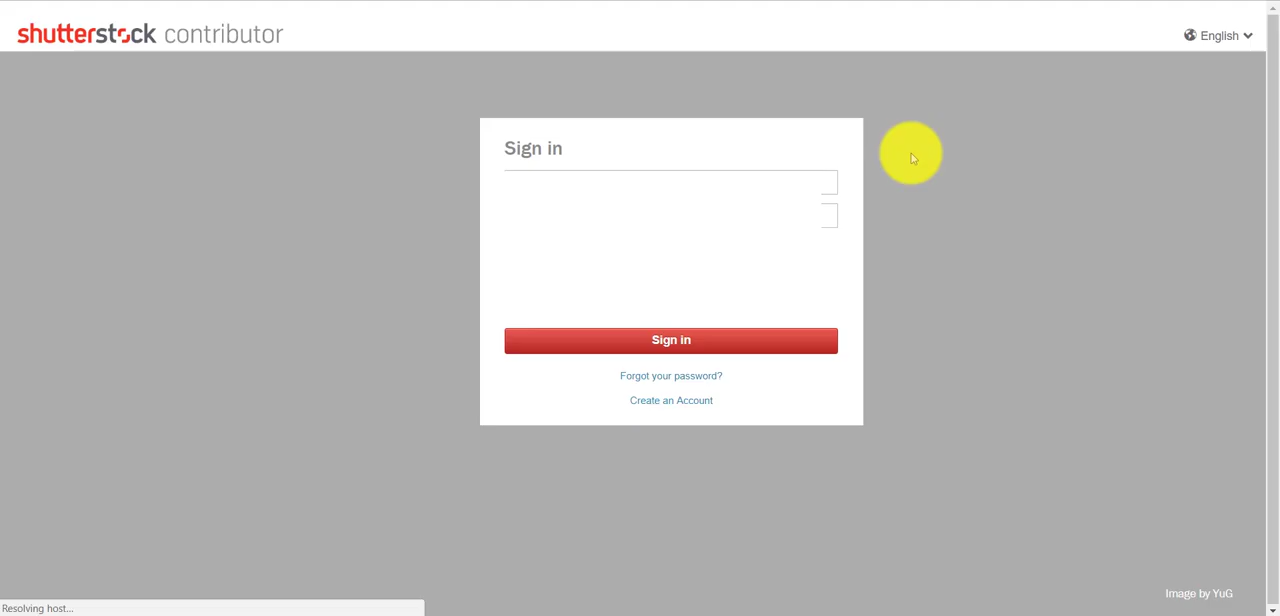 shutterstock contributor
English
Sign in
Sign in
Forgot your password?
Create an Account
Image by YuG
Resolving host...